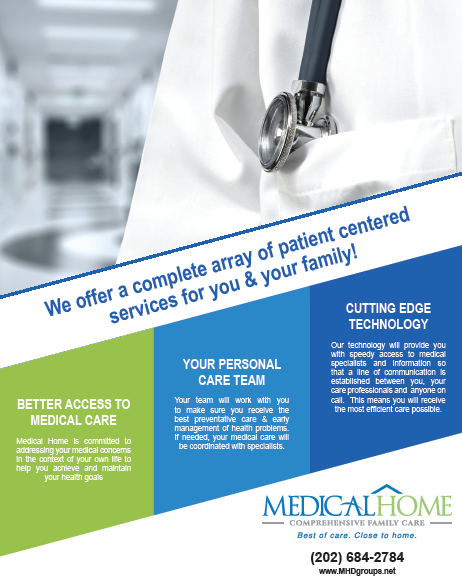 We offer a complete array of patient centered
services for you & your family!
BETTER ACCESS TO
MEDICAL CARE
Medical Home is committed to
addressing your medical concerns
in the context of your own life to
help you achieve and maintain
your health goals
YOUR PERSONAL
CARE TEAM
Your team will work with you
to make sure you receive the
best preventative care & early
management of health problems.
If needed, your medical care will
be coordinated with specialists.
CUTTING EDGE
TECHNOLOGY
Our technology will provide you
with speedy access to medical
specialists and information so
that a line of communication is
established between you, your
care professionals and anyone on
call. This means you will receive
the most efficient care possible.
MEDICALHOME
COMPREHENSIVE FAMILY CARE
Best of care. Close to home.
(202) 684-2784
www.MHDgroups.net